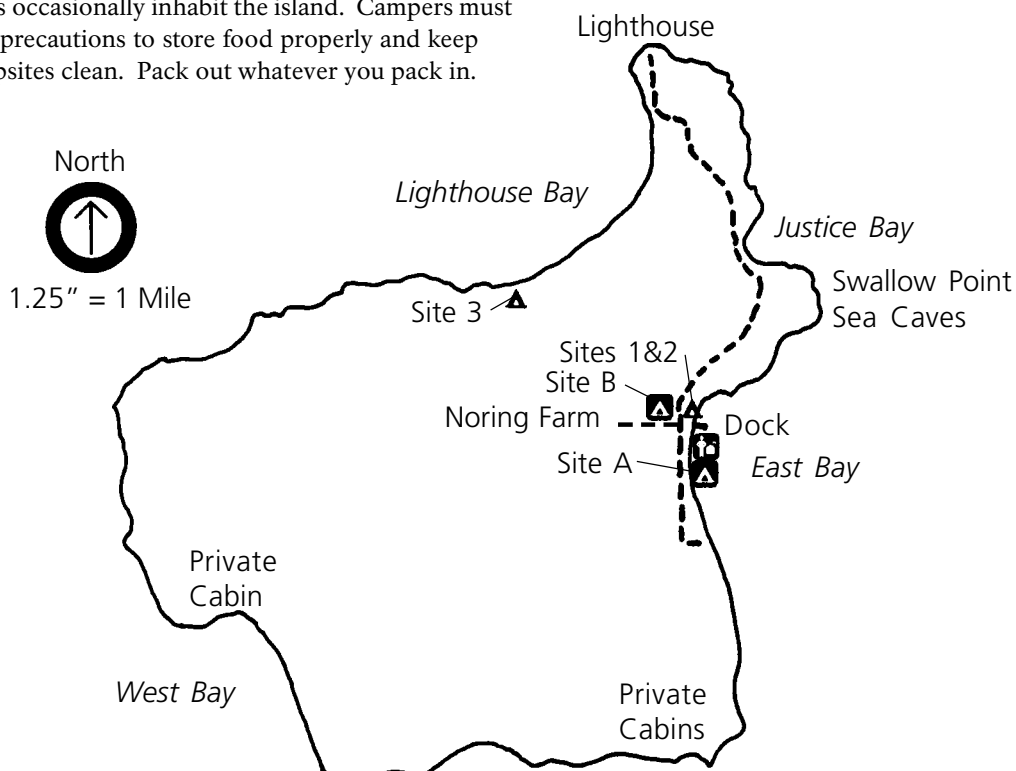 s occasionally inhabit the island. Campers must
precautions to store food properly and keep
psites clean. Pack out whatever you pack in.
Lighthouse
North
Lighthouse Bay
Justice Bay
1.25" = 1 Mile
Swallow Point
Sea Caves
Site 3
Sites 1&2
Site B
Noring Farm
Dock
Site A
East Bay
Private
Cabin
West Bay
Private
Cabins